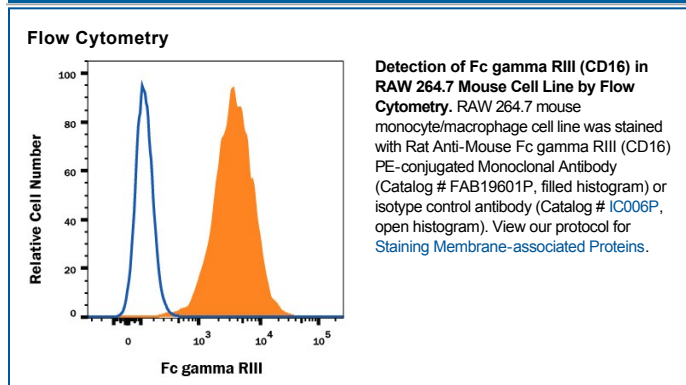 Flow Cytometry
100
80
60
40
20
0
0
10³
10⁴
10⁵
Relative Cell Number
Fc gamma RIII
Detection of Fc gamma RIII (CD16) in
RAW 264.7 Mouse Cell Line by Flow
Cytometry. RAW 264.7 mouse
monocyte/macrophage cell line was stained
with Rat Anti-Mouse Fc gamma RIII (CD16)
PE-conjugated Monoclonal Antibody
(Catalog # FAB19601P, filled histogram) or
isotype control antibody (Catalog # IC006P,
open histogram). View our protocol for
Staining Membrane-associated Proteins.